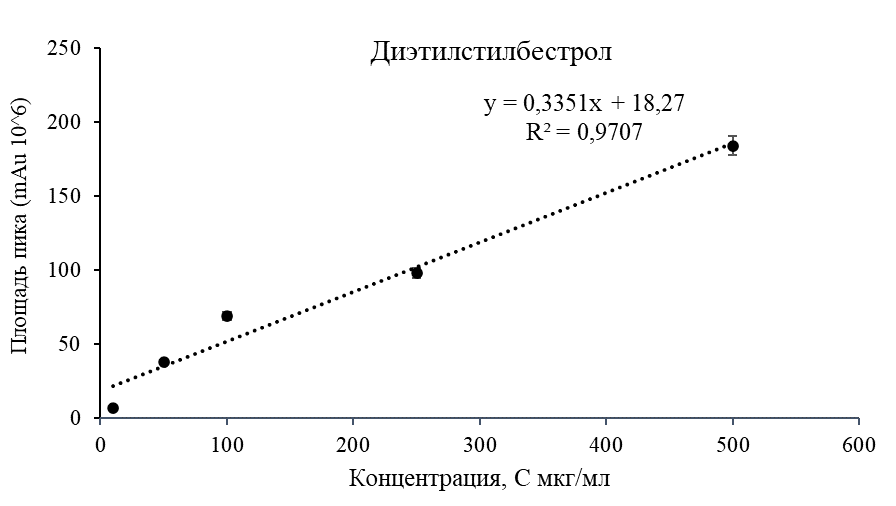 Диэтилстилбестрол
y = 0,3351x + 18,27
R² = 0,9707
Площадь пика (mAu 10^6)
250
200
150
100
50
0
0 100 200 300 400 500 600
Концентрация, С мкг/мл